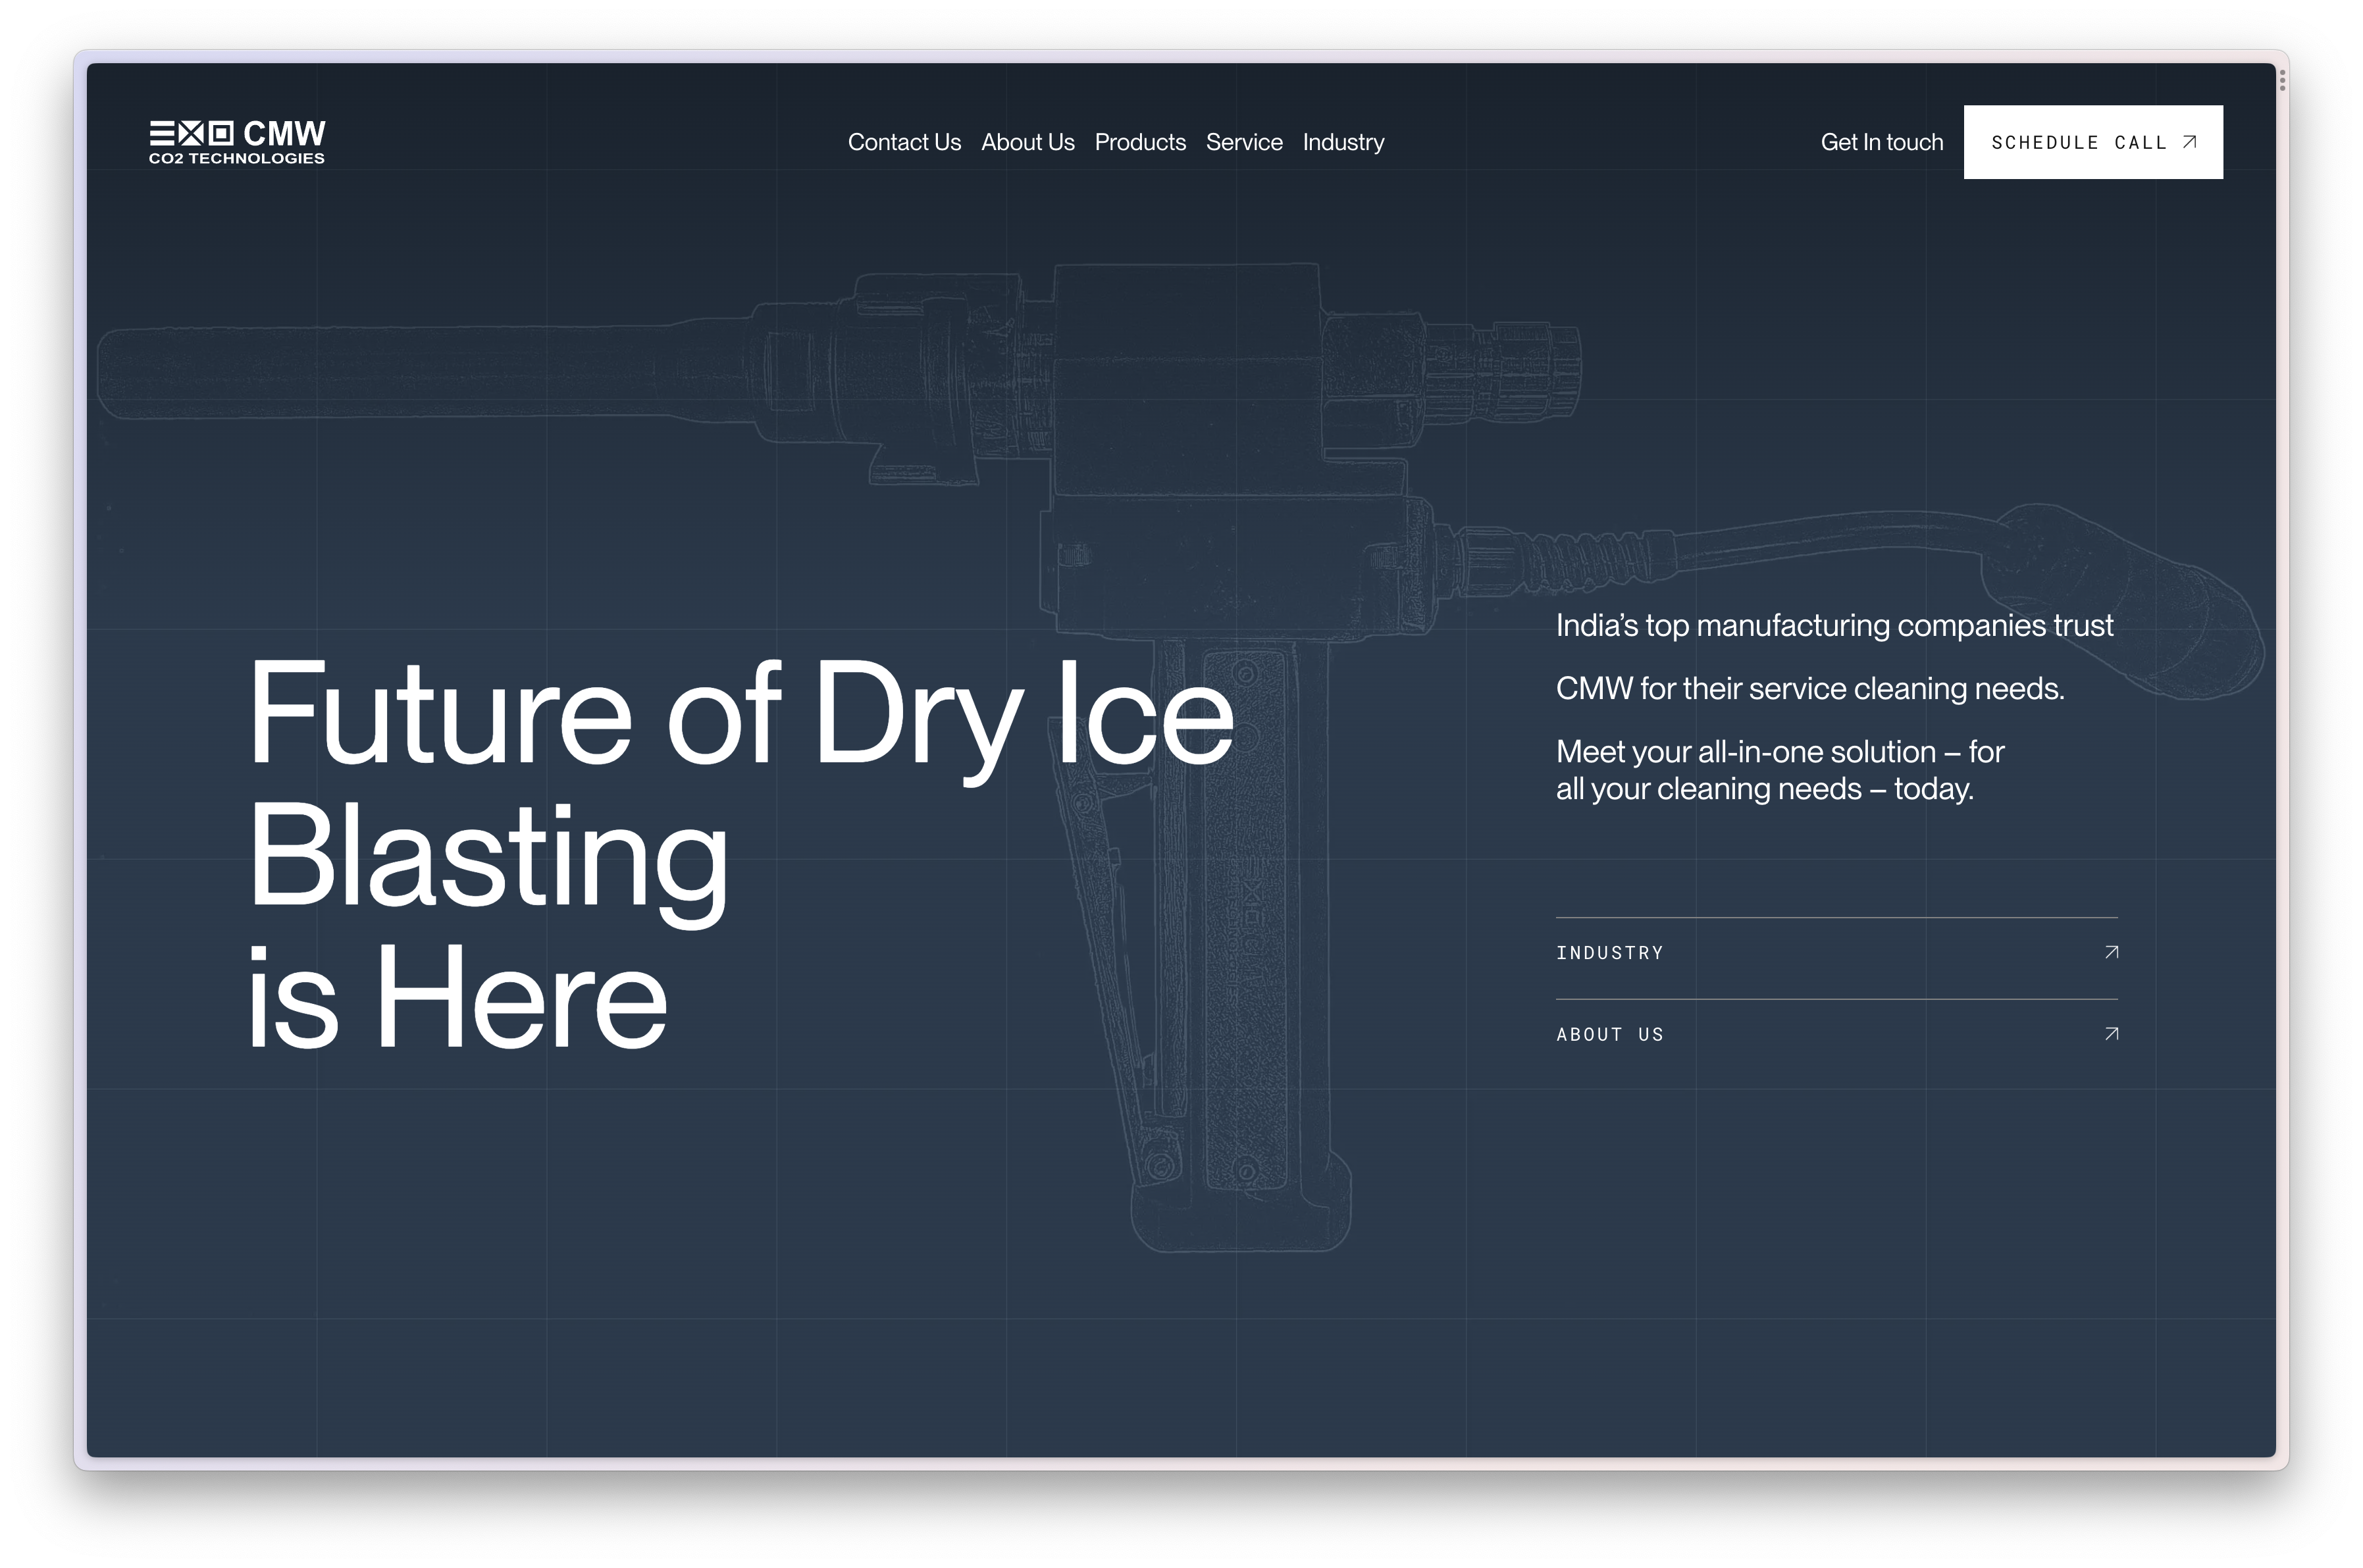 CMW
CO2 TECHNOLOGIES
Contact Us About Us Products Service Industry
Get In touch
SCHEDULE CALL
Future of Dry Ice
Blasting
is Here
India’s top manufacturing companies trust
CMW for their service cleaning needs.
Meet your all-in-one solution – for
all your cleaning needs – today.
INDUSTRY
ABOUT US